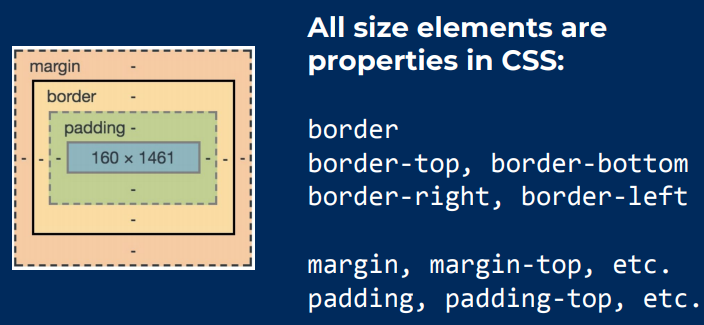 All size elements are
properties in CSS:
margin -
border -
padding -
- - - 160 × 1461 - - -
-
-
-
border
border-top, border-bottom
border-right, border-left
margin, margin-top, etc.
padding, padding-top, etc.